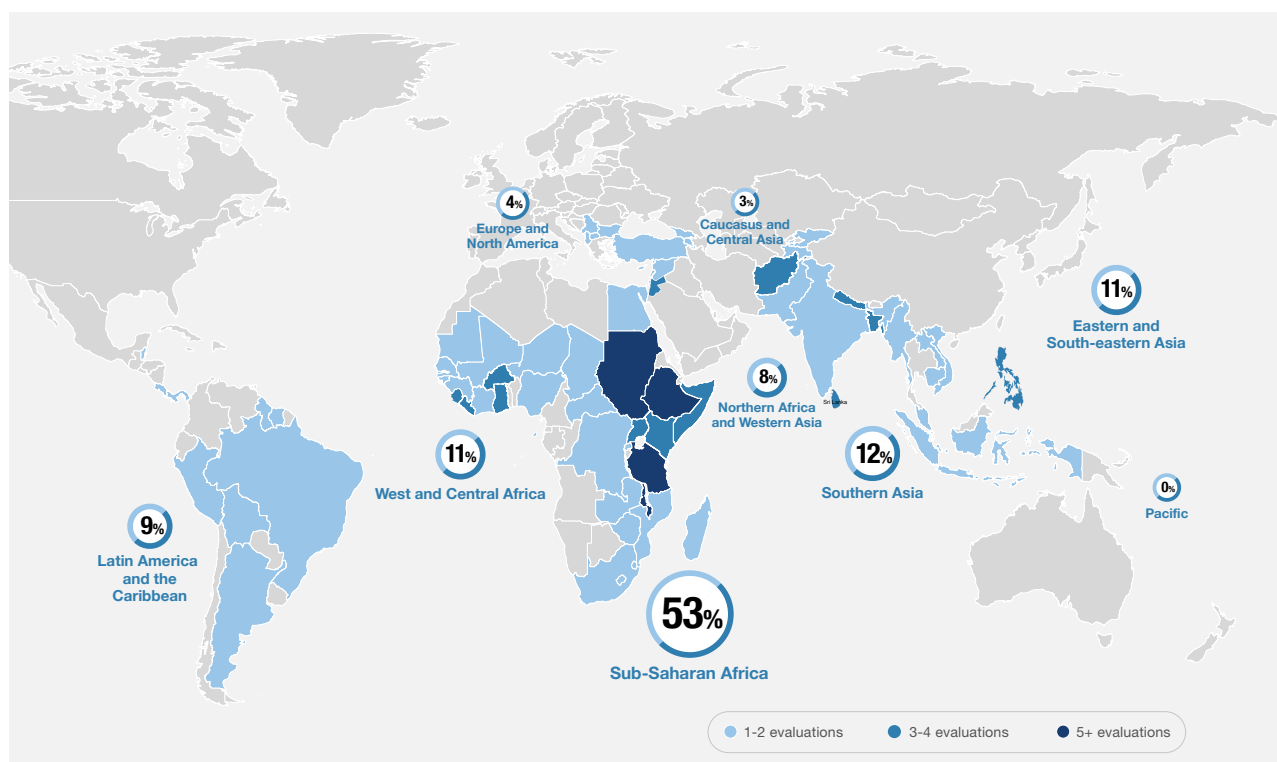 4%
Europe and
North America
3%
Caucasus and
Central Asia
11%
Eastern and
South-eastern Asia
8%
Northern Africa
and Western Asia
Sri Lanka
11%
West and Central Africa
12%
Southern Asia
0%
Pacific
9%
Latin America
and the
Caribbean
53%
Sub-Saharan Africa
1-2 evaluations
3-4 evaluations
5+ evaluations